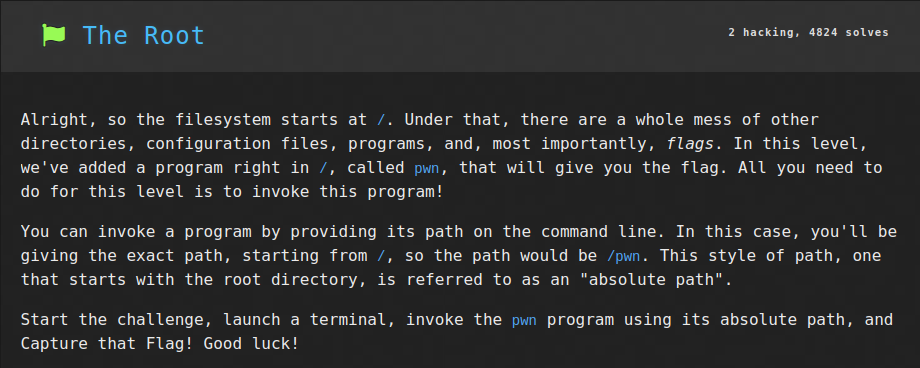 The Root
2 hacking, 4824 solves
Alright, so the filesystem starts at /. Under that, there are a whole mess of other
directories, configuration files, programs, and, most importantly, flags. In this level,
we've added a program right in /, called pwn, that will give you the flag. All you need to
do for this level is to invoke this program!
You can invoke a program by providing its path on the command line. In this case, you'll be
giving the exact path, starting from /, so the path would be /pwn. This style of path, one
that starts with the root directory, is referred to as an "absolute path".
Start the challenge, launch a terminal, invoke the pwn program using its absolute path, and
Capture that Flag! Good luck!